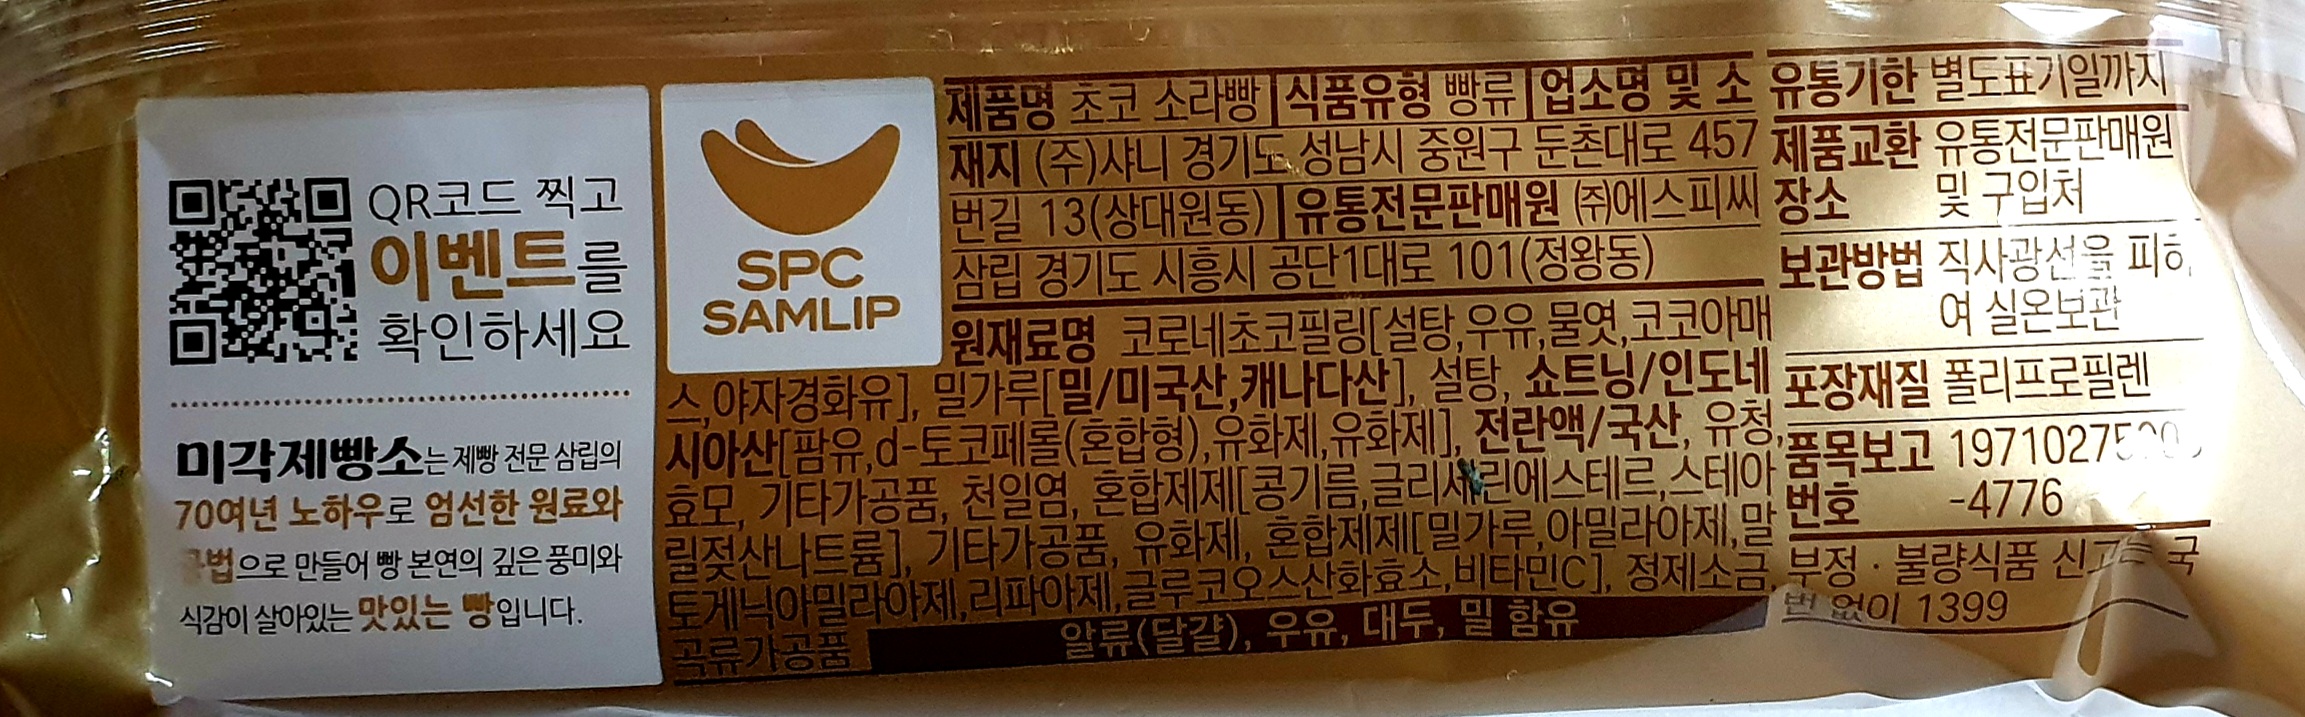 QR코드 찍고
이벤트를
확인하세요
미각제빵소는 제빵 전문 삼립의
70여년 노하우로 엄선한 원료와
공법으로 만들어 빵 본연의 깊은 풍미와
식감이 살아있는 맛있는 빵입니다.
SPC
SAMLIP
제품명 초코 소라빵 | 식품유형 빵류 | 업소명 및 소
재지 (주)샤니 경기도 성남시 중원구 둔촌대로 457
번길 13(상대원동) | 유통전문판매원 (주)에스피씨
삼립 경기도 시흥시 공단1대로 101(정왕동)
원재료명 코로네초코필링[설탕,우유,물엿,코코아매
스,야자경화유], 밀가루[밀/미국산,캐나다산], 설탕, 쇼트닝/인도네
시아산[팜유,d-토코페롤(혼합형),유화제,유화제], 전란액/국산, 유청,
효모, 기타가공품, 천일염, 혼합제제[콩기름,글리세린에스테르,스테아
릴젖산나트륨], 기타가공품, 유화제, 혼합제제[밀가루,아밀라아제,말
토게닉아밀라아제,리파아제,글루코오스산화효소,비타민C], 정제소금,
곡류가공품
알류(달걀), 우유, 대두, 밀 함유
유통기한 별도표기일까지
제품교환 유통전문판매원
장소 및 구입처
보관방법 직사광선을 피하
여 실온보관
포장재질 폴리프로필렌
품목보고
번호 -4776
부정·불량식품 신고는 국
번 없이 1399